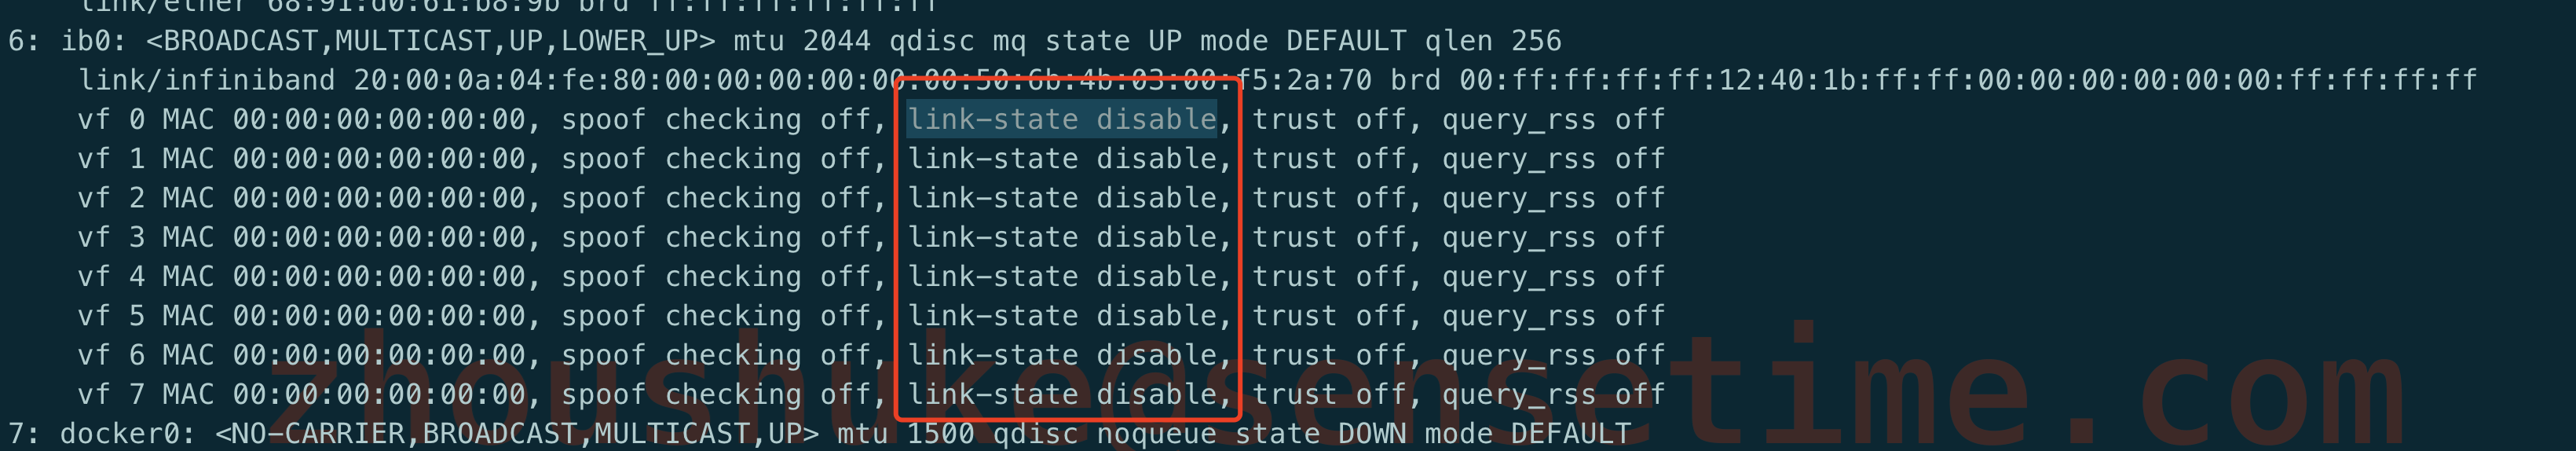 link/ether 68:91:d0:61:b8:9b brd ff:ff:ff:ff:ff:ff
6: ib0: <BROADCAST,MULTICAST,UP,LOWER_UP> mtu 2044 qdisc mq state UP mode DEFAULT qlen 256
link/infiniband 20:00:0a:04:fe:80:00:00:00:00:00:00:50:6b:4b:03:00:f5:2a:70 brd 00:ff:ff:ff:ff:12:40:1b:ff:ff:00:00:00:00:00:00:ff:ff:ff:ff
vf 0 MAC 00:00:00:00:00:00, spoof checking off, link-state disable, trust off, query_rss off
vf 1 MAC 00:00:00:00:00:00, spoof checking off, link-state disable, trust off, query_rss off
vf 2 MAC 00:00:00:00:00:00, spoof checking off, link-state disable, trust off, query_rss off
vf 3 MAC 00:00:00:00:00:00, spoof checking off, link-state disable, trust off, query_rss off
vf 4 MAC 00:00:00:00:00:00, spoof checking off, link-state disable, trust off, query_rss off
vf 5 MAC 00:00:00:00:00:00, spoof checking off, link-state disable, trust off, query_rss off
vf 6 MAC 00:00:00:00:00:00, spoof checking off, link-state disable, trust off, query_rss off
vf 7 MAC 00:00:00:00:00:00, spoof checking off, link-state disable, trust off, query_rss off
zhoushuke@sensetime.com
7: docker0: <NO-CARRIER,BROADCAST,MULTICAST,UP> mtu 1500 qdisc noqueue state DOWN mode DEFAULT